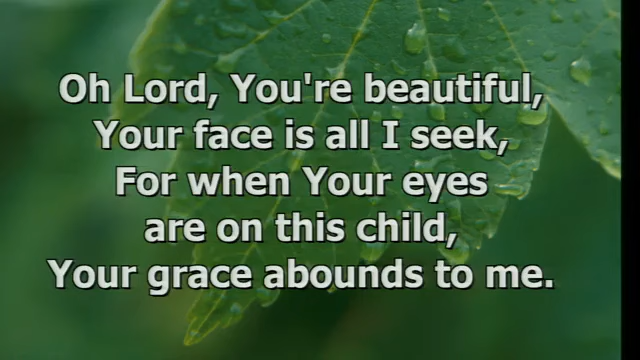 Oh Lord, You're beautiful,
Your face is all I seek,
For when Your eyes
are on this child,
Your grace abounds to me.